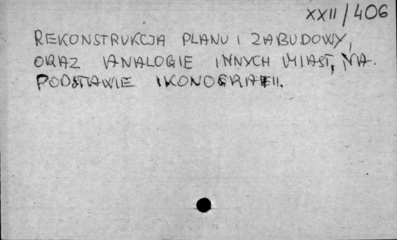 XXII/406
REKONSTRUKCJA PLANU I ZABUDOWY,
ORAZ ANALOGIE INNYCH MIAST, NA
PODSTAWIE IKONOGRAFII.